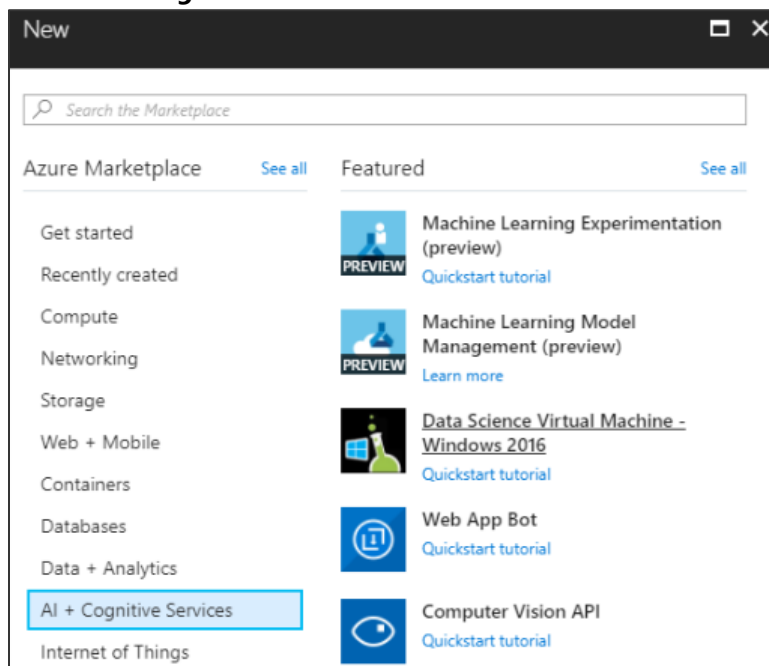 New
Search the Marketplace
Azure Marketplace
See all
Get started
Recently created
Compute
Networking
Storage
Web + Mobile
Containers
Databases
Data + Analytics
AI + Cognitive Services
Internet of Things
Featured
See all
Machine Learning Experimentation
(preview)
PREVIEW
Quickstart tutorial
Machine Learning Model
Management (preview)
PREVIEW
Learn more
Data Science Virtual Machine -
Windows 2016
Quickstart tutorial
Web App Bot
Quickstart tutorial
Computer Vision API
Quickstart tutorial